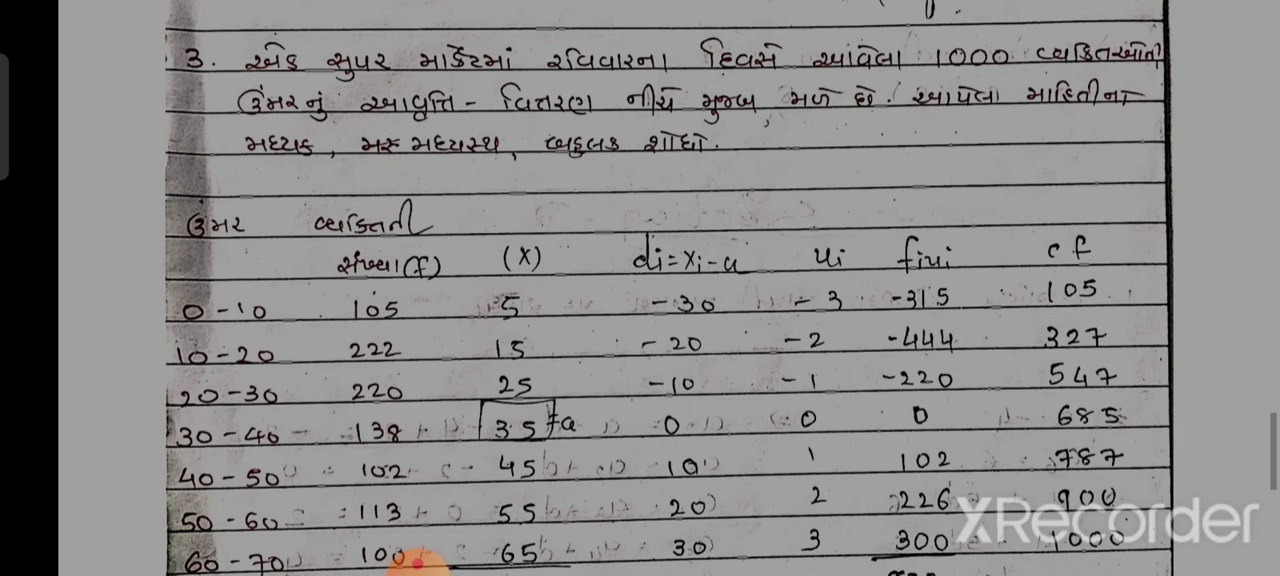 3. એક સુપર માર્કેટમાં રવિવારના દિવસે આવેલા 1000 વ્યક્તિઓની
ઉંમરનું આવૃત્તિ - વિતરણ નીચે મુજબ મળે છે. આપેલા માહિતીના
મધ્યક, મધ્યસ્થ, બહુલક શોધો.
ઉંમર વ્યક્તિની
સંખ્યા(f) (x) di=xi-a ui fiui cf
0-10 105 5 -30 -3 -315 105
10-20 222 15 -20 -2 -444 327
20-30 220 25 -10 -1 -220 547
30-40 138 35=a 0 0 0 685
40-50 102 45 10 1 102 787
50-60 113 55 20 2 226 900
60-70 100 65 30 3 300 1000
XRecorder